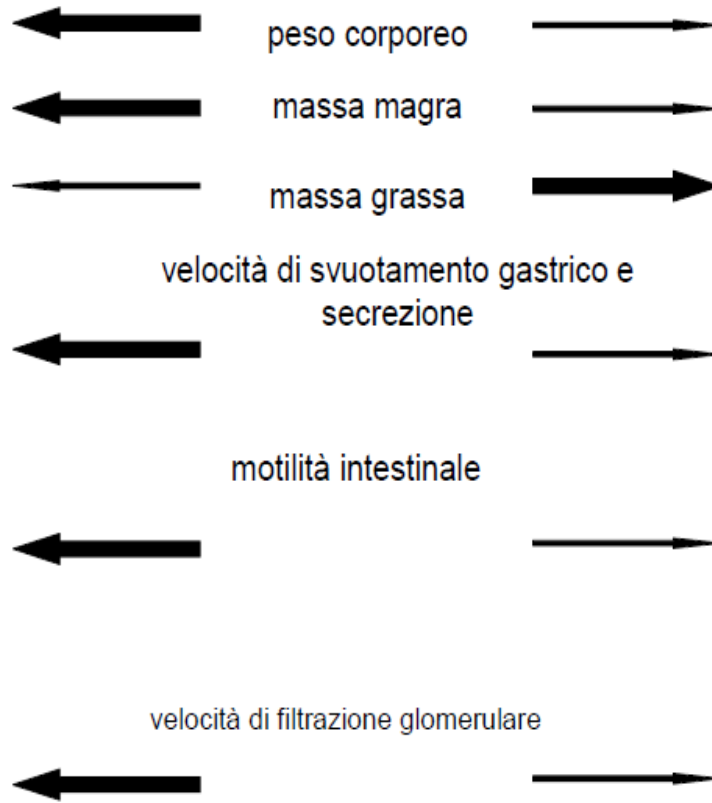 peso corporeo
massa magra
massa grassa
velocità di svuotamento gastrico e
secrezione
motilità intestinale
velocità di filtrazione glomerulare